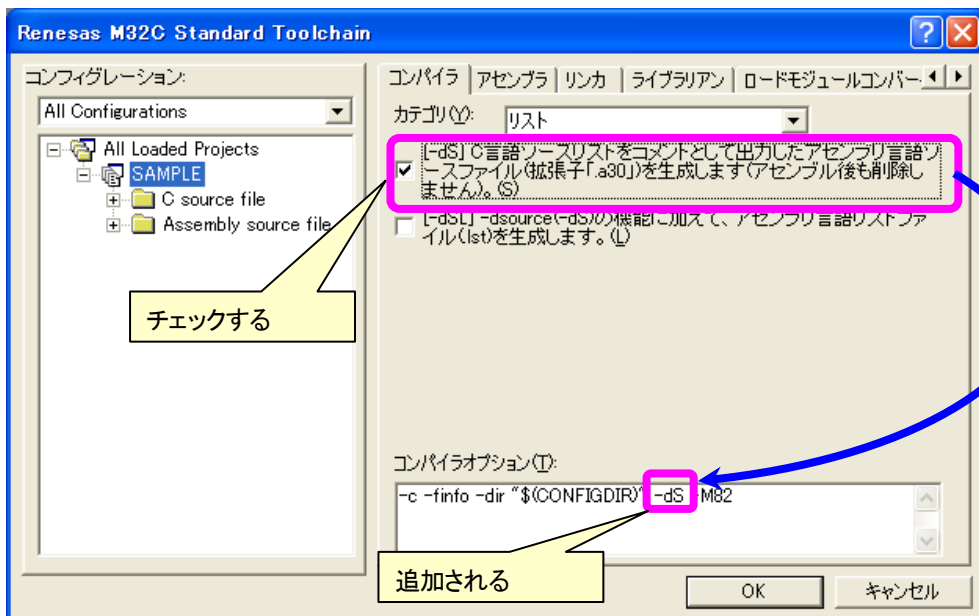 Renesas M32C Standard Toolchain
コンフィグレーション:
All Configurations
All Loaded Projects
SAMPLE
C source file
Assembly source file
コンパイラ アセンブラ リンカ ライブラリアン ロードモジュールコンバー
カテゴリ(Y): リスト
[-dS] C言語ソースリストをコメントとして出力したアセンブリ言語ソ
ースファイル(拡張子「.a30」)を生成します(アセンブル後も削除し
ません)。(S)
[-dSL] -dsource(-dS)の機能に加えて、アセンブリ言語リストファ
イル(lst)を生成します。(L)
チェックする
コンパイラオプション(T):
-c -finfo -dir "$(CONFIGDIR)" -dS -M82
追加される
OK キャンセル